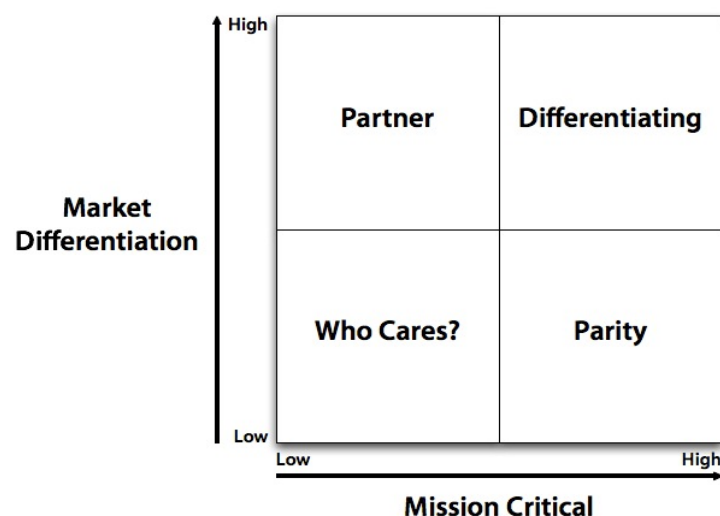 High
Partner
Differentiating
Market
Differentiation
Who Cares?
Parity
Low
Low
High
Mission Critical